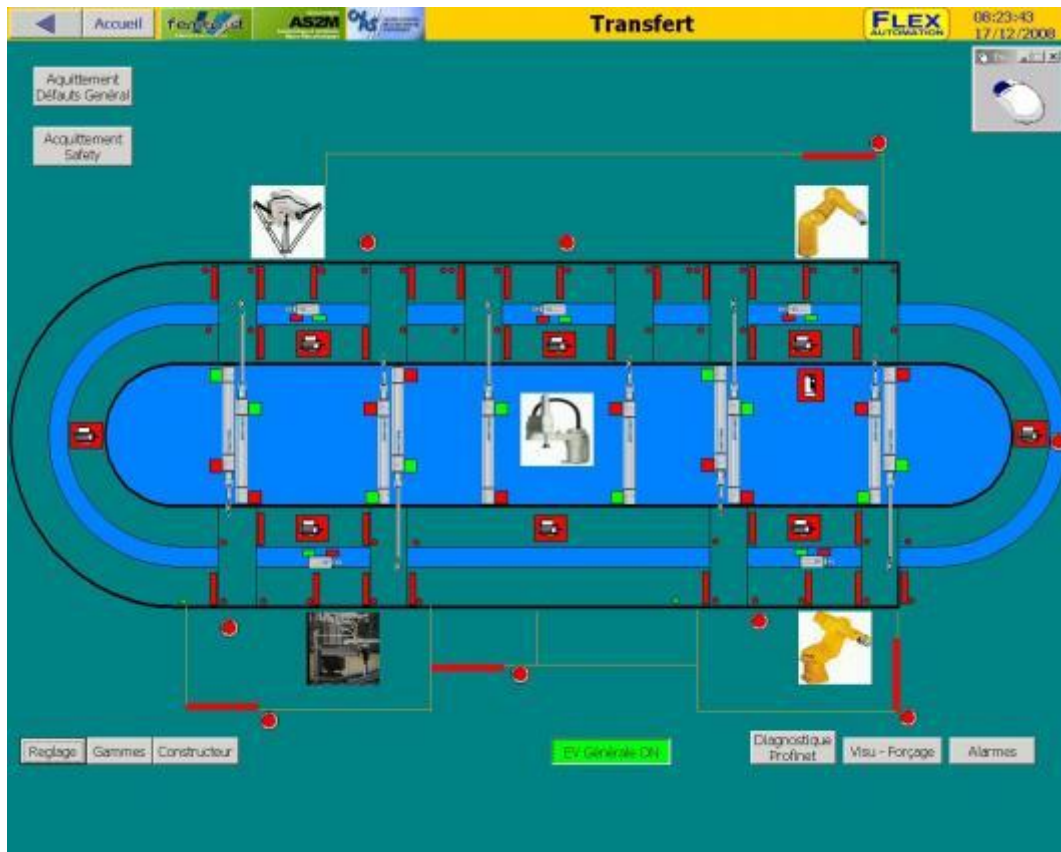 Accueil
AS2M
Transfert
FLEX
AUTOMATION
08:23:43
17/12/2008
Aquittement
Défauts Général
Acquittement
Safety
Reglage
Gammes
Constructeur
EV Générale ON
Diagnostique
Profinet
Visu - Forçage
Alarmes